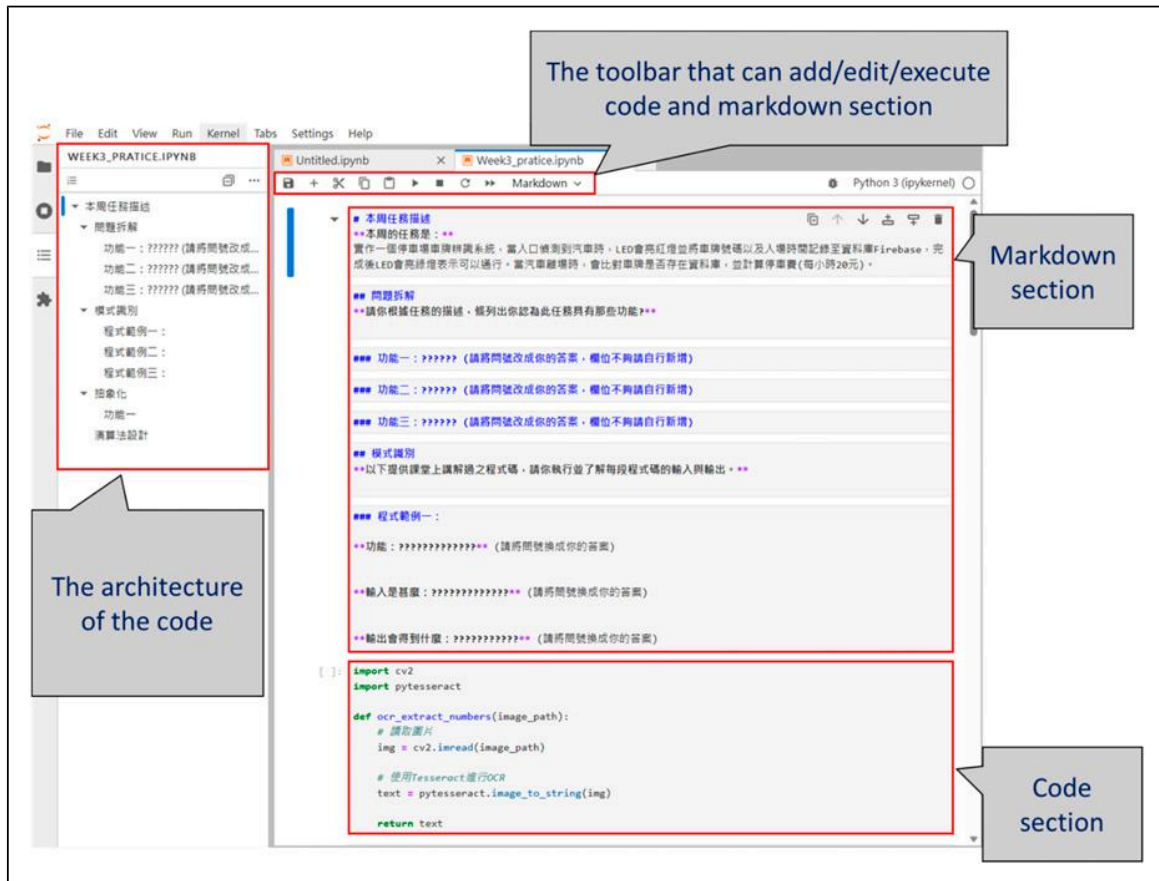 The toolbar that can add/edit/execute
code and markdown section
File Edit View Run Kernel Tabs Settings Help
WEEK3_PRATICE.IPYNB
Untitled.ipynb
Week3_pratice.ipynb
Markdown
Python 3 (ipykernel)
本周任務描述
問題拆解
功能一：?????? (請將問號改成...
功能二：?????? (請將問號改成...
功能三：?????? (請將問號改成...
模式識別
程式範例一：
程式範例二：
程式範例三：
抽象化
功能一
演算法設計
The architecture
of the code
# 本周任務描述
**本周的任務是：**
實作一個停車場車牌辨識系統，當入口偵測到汽車時，LED會亮紅燈並將車牌號碼以及入場時間記錄至資料庫Firebase，完
成後LED會亮綠燈表示可以通行。當汽車離場時，會比對車牌是否存在資料庫，並計算停車費(每小時20元)。
## 問題拆解
**請你根據任務的描述，條列出你認為此任務具有那些功能?**
### 功能一：?????? (請將問號改成你的答案，欄位不夠請自行新增)
### 功能二：?????? (請將問號改成你的答案，欄位不夠請自行新增)
### 功能三：?????? (請將問號改成你的答案，欄位不夠請自行新增)
## 模式識別
**以下提供課堂上講解過之程式碼，請你執行並了解每段程式碼的輸入與輸出。**
### 程式範例一：
**功能：?????????????** (請將問號換成你的答案)
**輸入是甚麼：?????????????** (請將問號換成你的答案)
**輸出會得到什麼：???????????** (請將問號換成你的答案)
Markdown
section
[ ]:
import cv2
import pytesseract
def ocr_extract_numbers(image_path):
# 讀取圖片
img = cv2.imread(image_path)
# 使用Tesseract進行OCR
text = pytesseract.image_to_string(img)
return text
Code
section